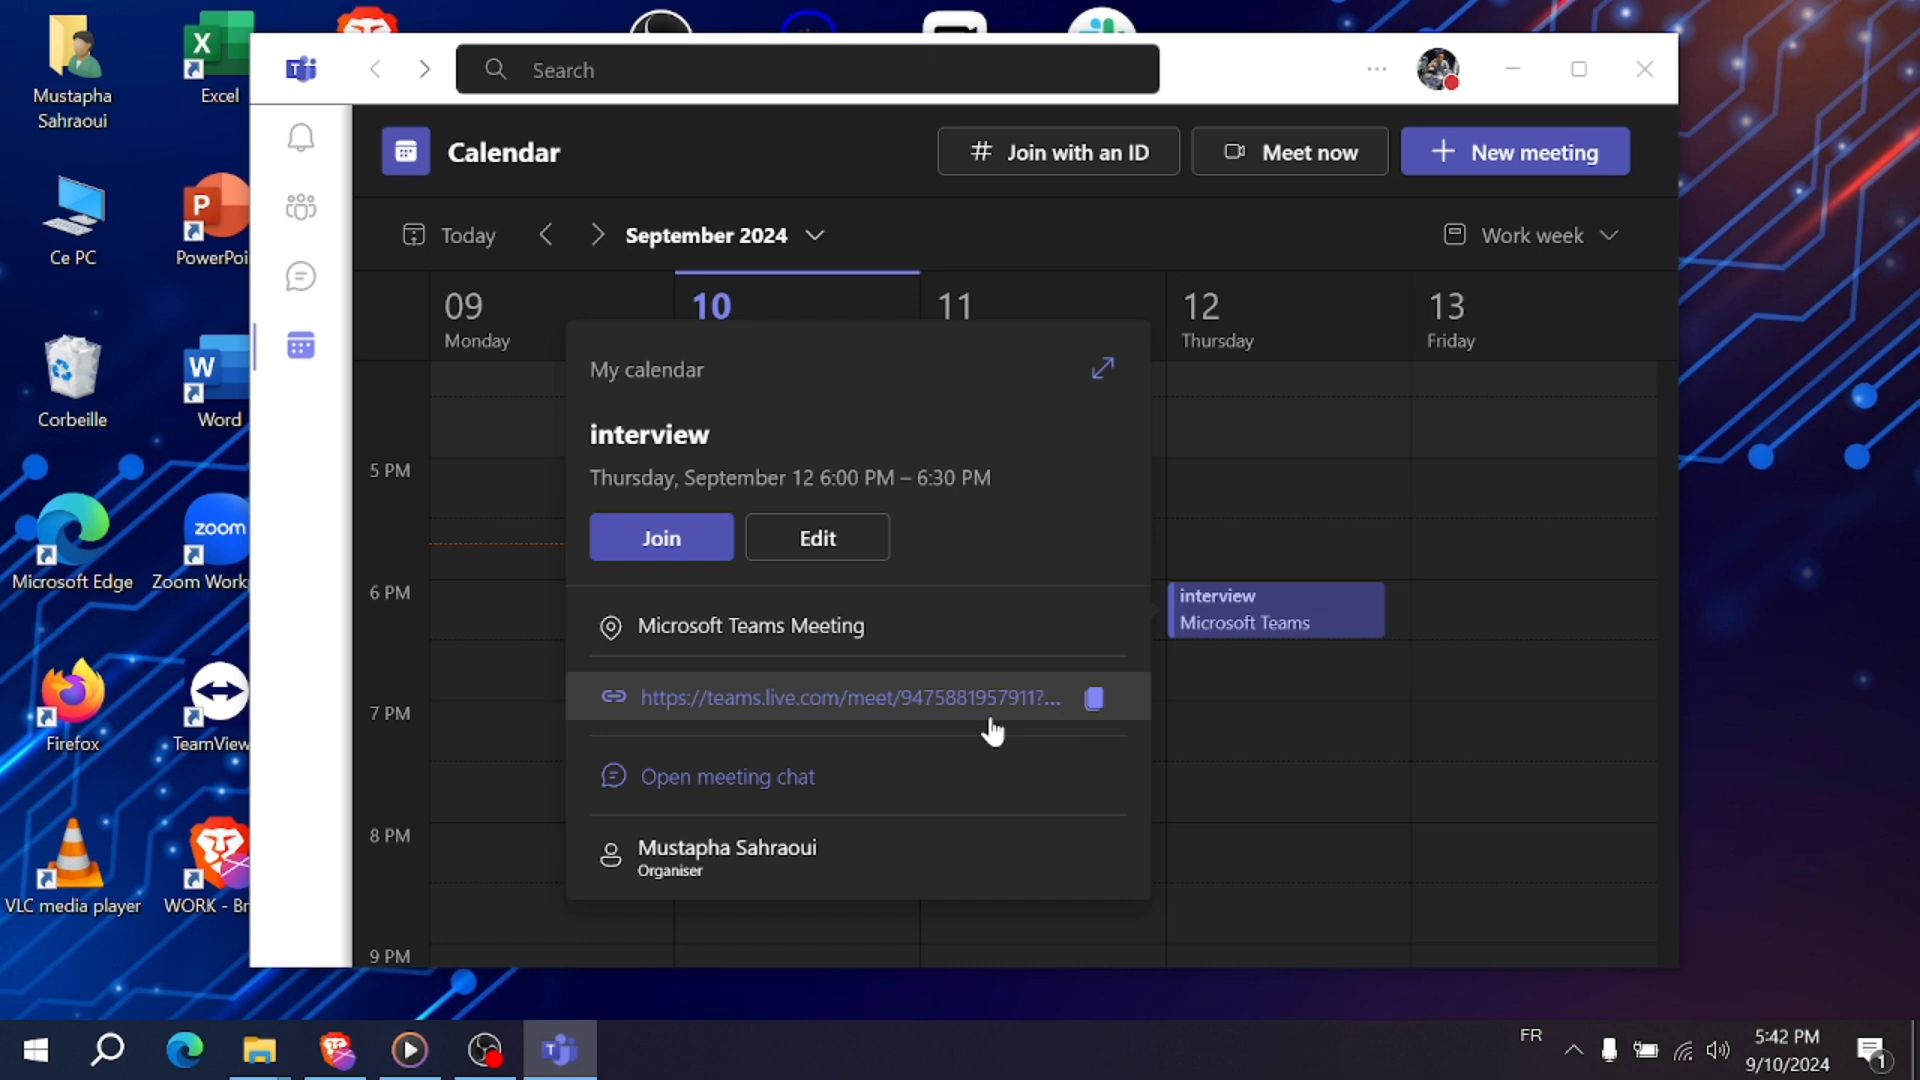 Mustapha
Sahraoui
Excel
Ce PC
PowerPoi
Corbeille
Word
Microsoft Edge
zoom
Zoom Work
Firefox
TeamView
VLC media player
WORK - Br
Search
Calendar
# Join with an ID
Meet now
+ New meeting
Today
September 2024
Work week
09
Monday
10
11
12
Thursday
13
Friday
5 PM
6 PM
7 PM
8 PM
9 PM
My calendar
interview
Thursday, September 12 6:00 PM – 6:30 PM
Join
Edit
Microsoft Teams Meeting
https://teams.live.com/meet/9475881957911?...
Open meeting chat
Mustapha Sahraoui
Organiser
interview
Microsoft Teams
FR
5:42 PM
9/10/2024
1